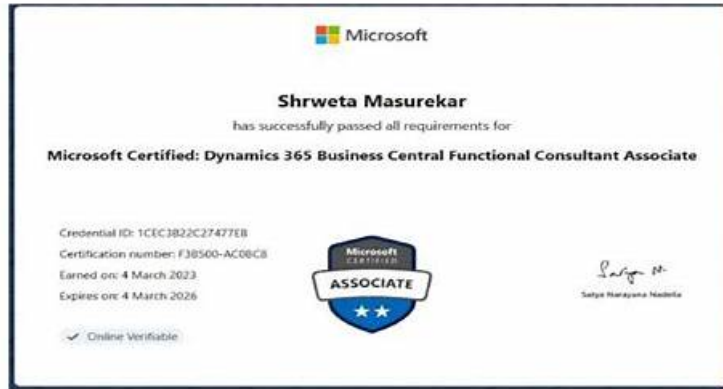 Microsoft
Shrweta Masurekar
has successfully passed all requirements for
Microsoft Certified: Dynamics 365 Business Central Functional Consultant Associate
Credential ID: 1CEC3B22C27477EB
Certification number: F38500-AC0BC8
Earned on: 4 March 2023
Expires on: 4 March 2026
Online Verifiable
Microsoft
CERTIFIED
ASSOCIATE
Satya N.
Satya Narayana Nadella